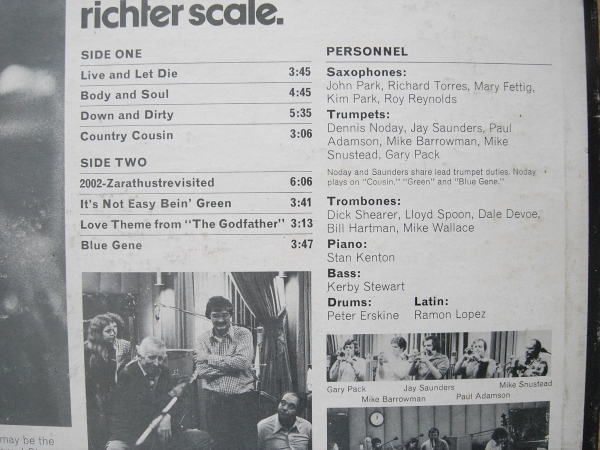 richter scale.
SIDE ONE
Live and Let Die 3:45
Body and Soul 4:45
Down and Dirty 5:35
Country Cousin 3:06
SIDE TWO
2002-Zarathustrevisited 6:06
It's Not Easy Bein' Green 3:41
Love Theme from "The Godfather" 3:13
Blue Gene 3:47
PERSONNEL
Saxophones:
John Park, Richard Torres, Mary Fettig,
Kim Park, Roy Reynolds
Trumpets:
Dennis Noday, Jay Saunders, Paul
Adamson, Mike Barrowman, Mike
Snustead, Gary Pack
Noday and Saunders share lead trumpet duties. Noday
plays on "Cousin," "Green" and "Blue Gene."
Trombones:
Dick Shearer, Lloyd Spoon, Dale Devoe,
Bill Hartman, Mike Wallace
Piano:
Stan Kenton
Bass:
Kerby Stewart
Drums: Latin:
Peter Erskine Ramon Lopez
Gary Pack Jay Saunders Mike Snustead
Mike Barrowman Paul Adamson
may be the